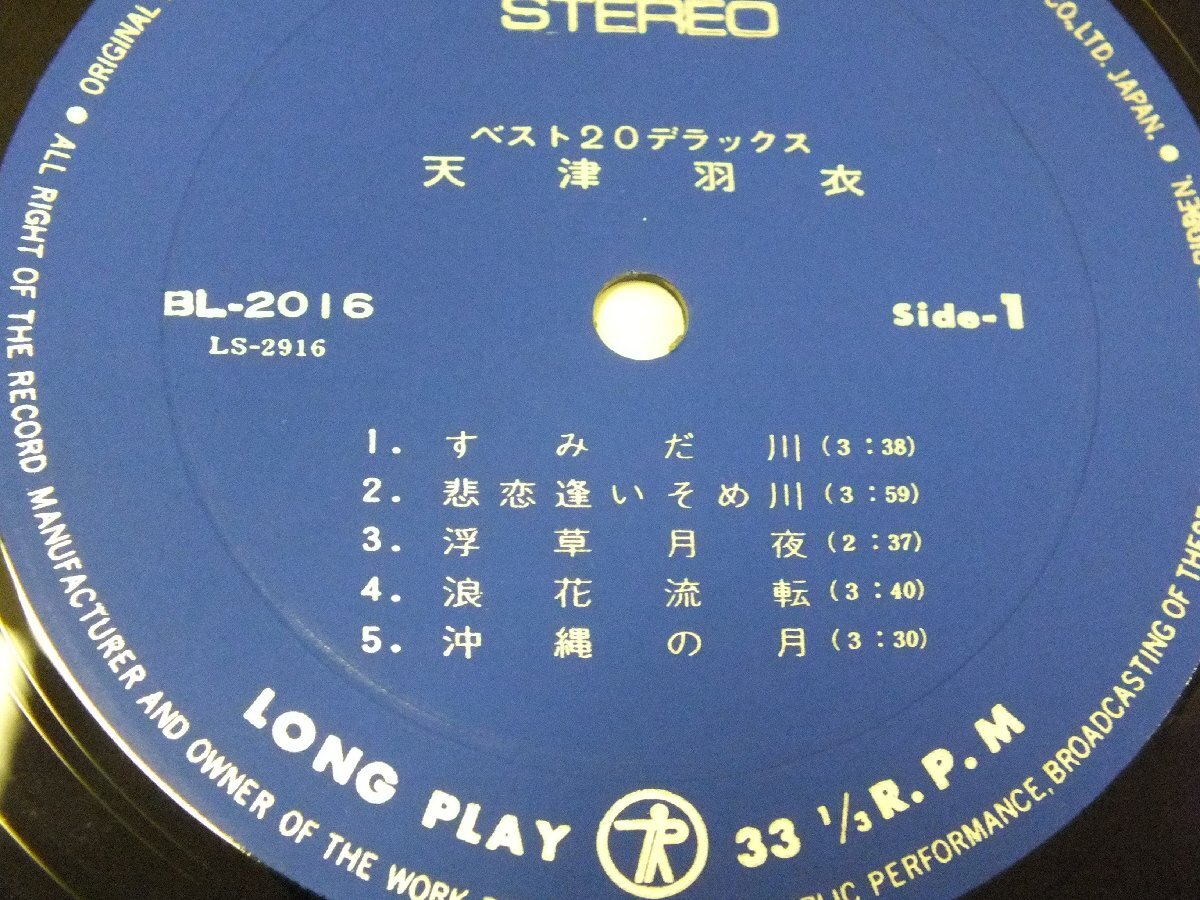 STEREO
ベスト20デラックス
天津羽衣
BL-2016
LS-2916
Side-1
1. すみだ川 (3:38)
2. 悲恋逢いそめ川 (3:59)
3. 浮草月夜 (2:37)
4. 浪花流転 (3:40)
5. 沖縄の月 (3:30)
LONG PLAY
TR
33 1/3 R.P.M
ORIGINAL
CO., LTD. JAPAN.
● ALL RIGHT OF THE RECORD MANUFACTURER AND OWNER OF THE WORK
PERFORMANCE, BROADCASTING OF